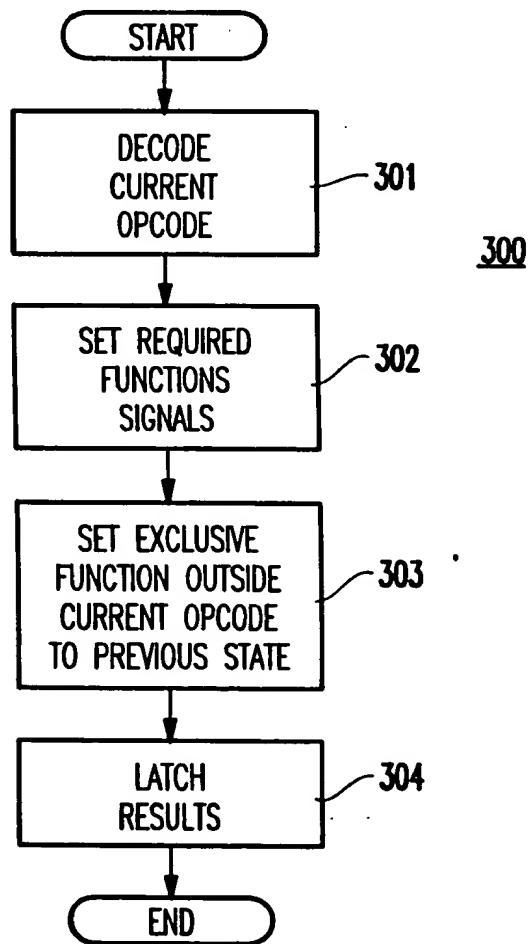 START
DECODE
CURRENT
OPCODE
301
300
SET REQUIRED
FUNCTIONS
SIGNALS
302
SET EXCLUSIVE
FUNCTION OUTSIDE
CURRENT OPCODE
TO PREVIOUS STATE
303
LATCH
RESULTS
304
END